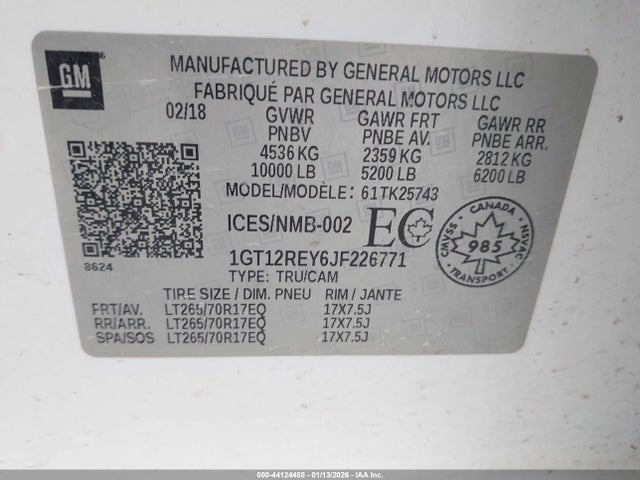 GM
MANUFACTURED BY GENERAL MOTORS LLC
FABRIQUÉ PAR GENERAL MOTORS LLC
02/18 GVWR GAWR FRT GAWR RR
PNBV PNBE AV. PNBE ARR.
4536 KG 2359 KG 2812 KG
10000 LB 5200 LB 6200 LB
MODEL/MODÈLE: 61TK25743
ICES/NMB-002 EC
CANADA
CMVSS 985 NSVAC
TRANSPORT
8624
1GT12REY6JF226771
TYPE: TRU/CAM
TIRE SIZE / DIM. PNEU RIM / JANTE
FRT/AV. LT265/70R17EQ 17X7.5J
RR/ARR. LT265/70R17EQ 17X7.5J
SPA/SOS LT265/70R17EQ 17X7.5J
000-44124468 - 01/13/2026 - IAAI.com